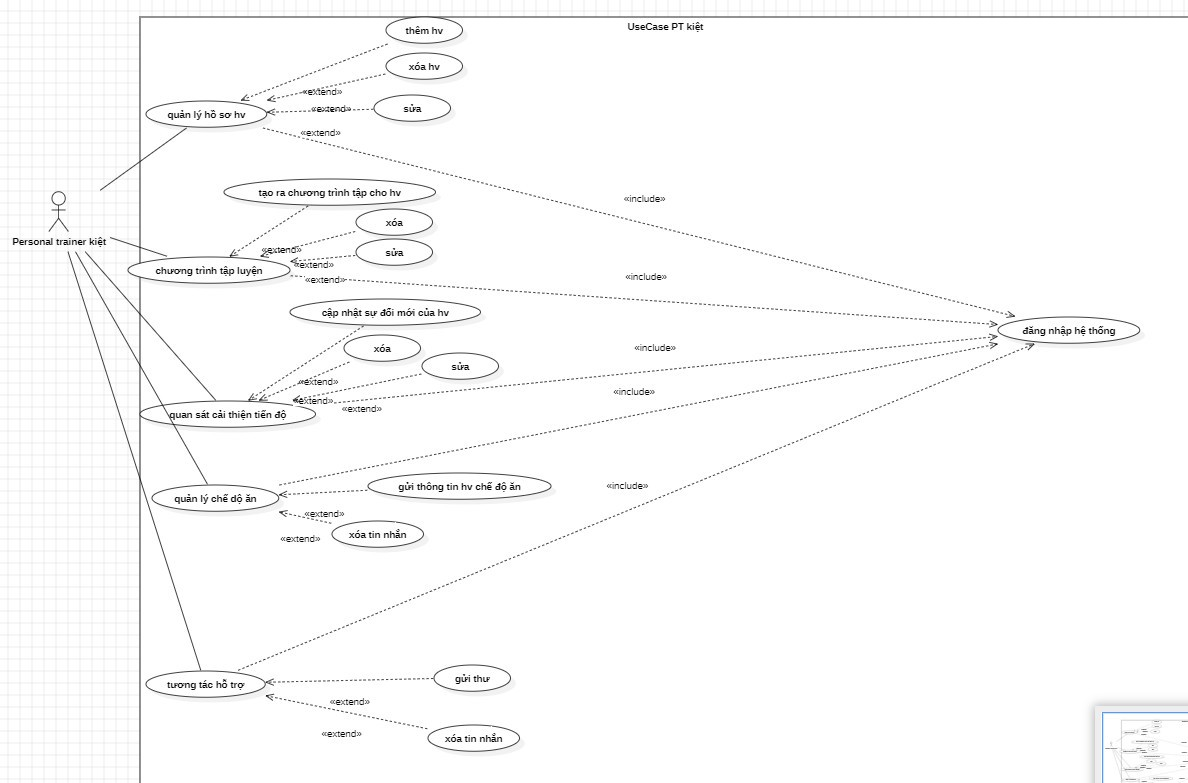 UseCase PT kiệt
thêm hv
xóa hv
«extend»
«extend»
sửa
quản lý hồ sơ hv
«extend»
tạo ra chương trình tập cho hv
«include»
xóa
Personal trainer kiệt
«extend»
sửa
«extend»
chương trình tập luyện
«extend»
«include»
cập nhật sự đổi mới của hv
đăng nhập hệ thống
xóa
«include»
sửa
«extend»
«include»
«extend»
«extend»
quan sát cải thiện tiến độ
gửi thông tin hv chế độ ăn
«include»
quản lý chế dộ ăn
«extend»
xóa tin nhắn
«extend»
gửi thư
tương tác hỗ trợ
«extend»
«extend»
xóa tin nhắn